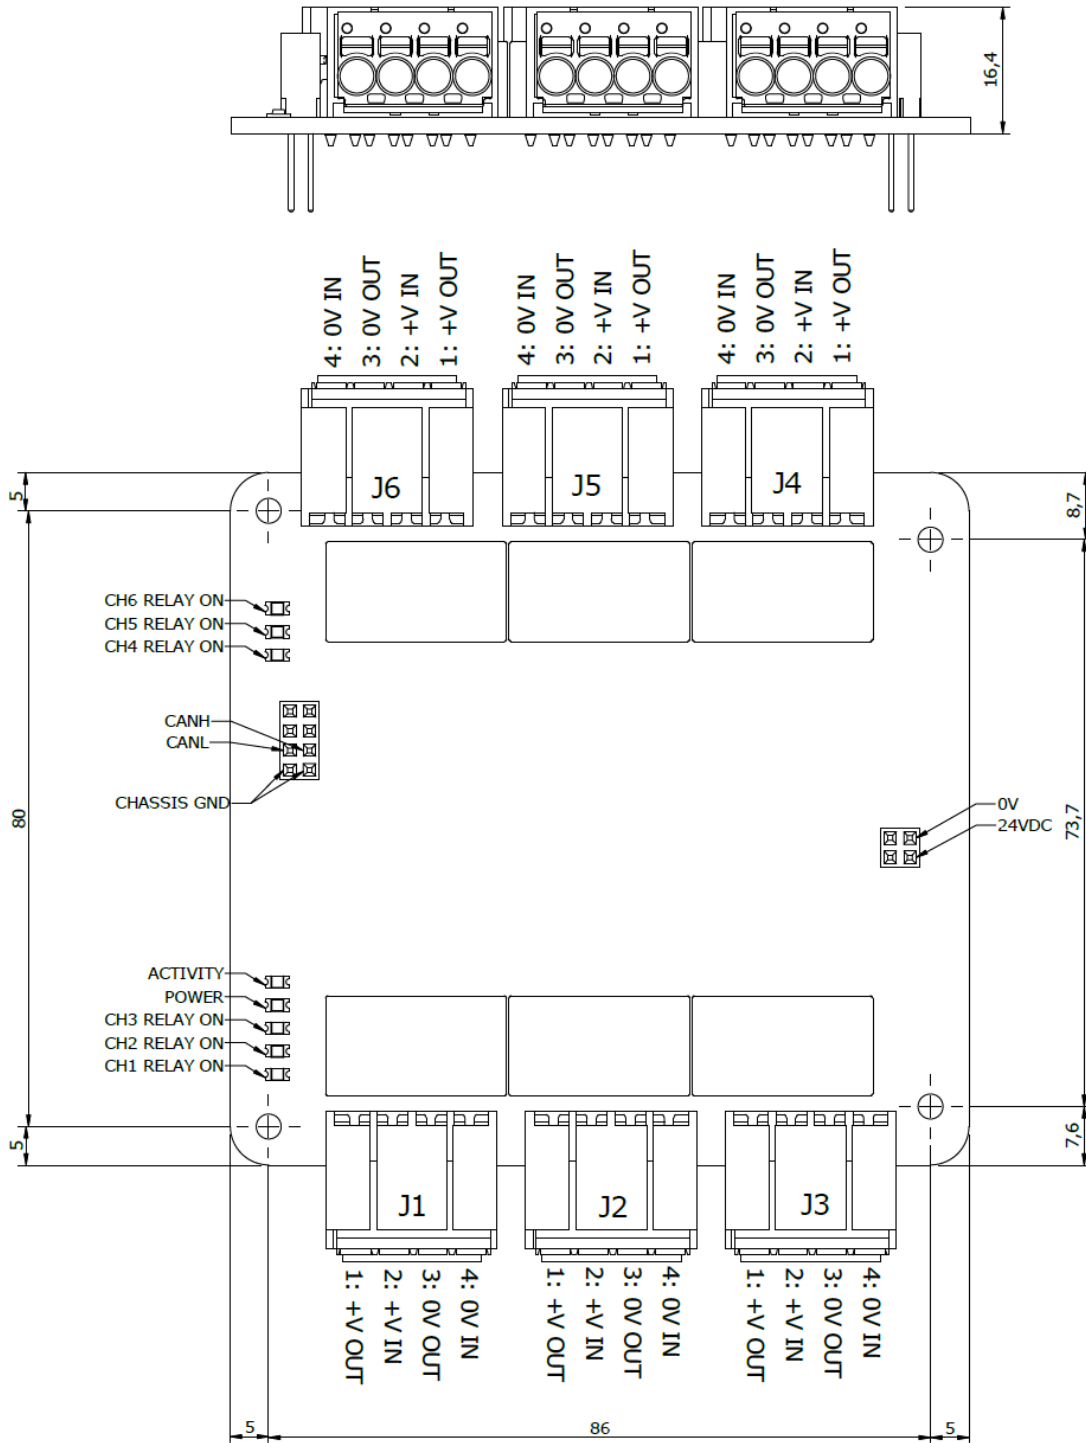 16,4
4: 0V IN
3: 0V OUT
2: +V IN
1: +V OUT
4: 0V IN
3: 0V OUT
2: +V IN
1: +V OUT
4: 0V IN
3: 0V OUT
2: +V IN
1: +V OUT
J6
J5
J4
5
8,7
CH6 RELAY ON
CH5 RELAY ON
CH4 RELAY ON
CANH
CANL
CHASSIS GND
80
0V
24VDC
73,7
ACTIVITY
POWER
CH3 RELAY ON
CH2 RELAY ON
CH1 RELAY ON
5
7,6
J1
J2
J3
1: +V OUT
2: +V IN
3: 0V OUT
4: 0V IN
1: +V OUT
2: +V IN
3: 0V OUT
4: 0V IN
1: +V OUT
2: +V IN
3: 0V OUT
4: 0V IN
5
86
5